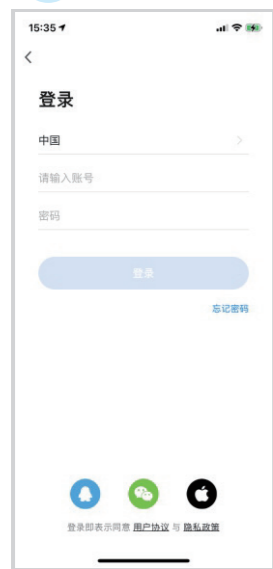 15:35
登录
中国
请输入账号
密码
登录
忘记密码
登录即表示同意 用户协议 与 隐私政策